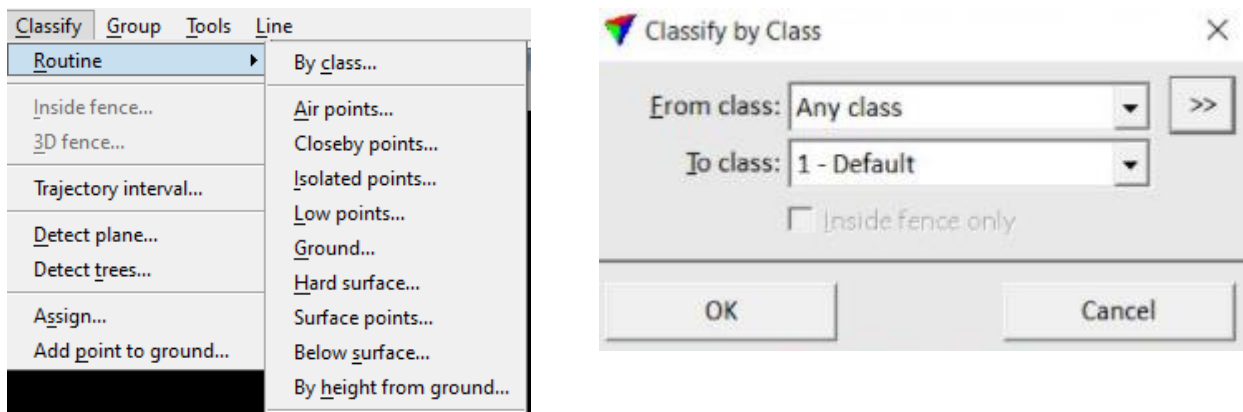 Classify Group Tools Line
Routine
Inside fence...
3D fence...
Trajectory interval...
Detect plane...
Detect trees...
Assign...
Add point to ground...
By class...
Air points...
Closeby points...
Isolated points...
Low points...
Ground...
Hard surface...
Surface points...
Below surface...
By height from ground...
Classify by Class
From class: Any class >>
To class: 1 - Default
Inside fence only
OK Cancel